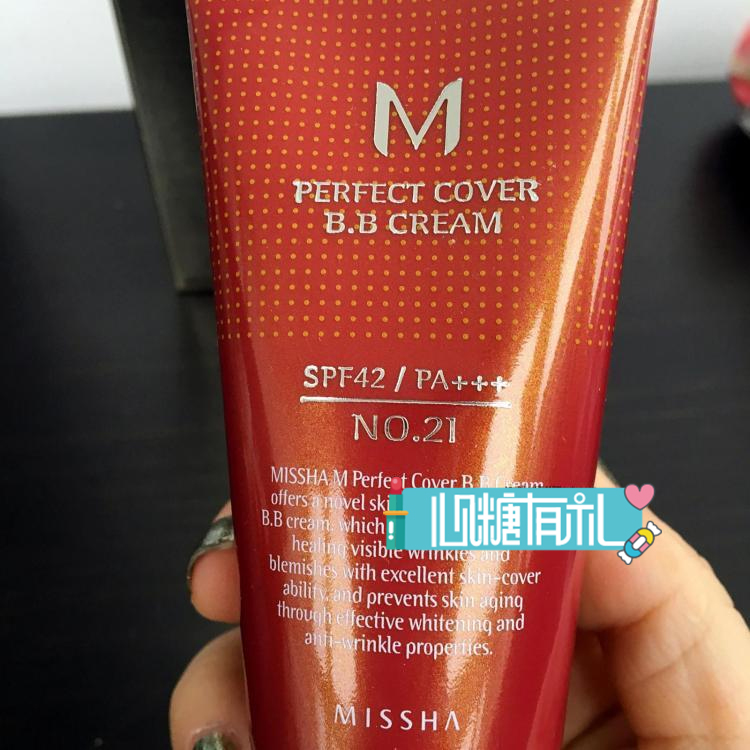 M
PERFECT COVER
B.B CREAM
SPF42 / PA+++
NO.21
MISSHA M Perfect Cover B.B Cream
offers a novel
B.B cream, which
healing visible wrinkles and
blemishes with excellent skin-cover
ability, and prevents skin aging
through effective whitening and
anti-wrinkle properties.
心糖有礼
MISSHA